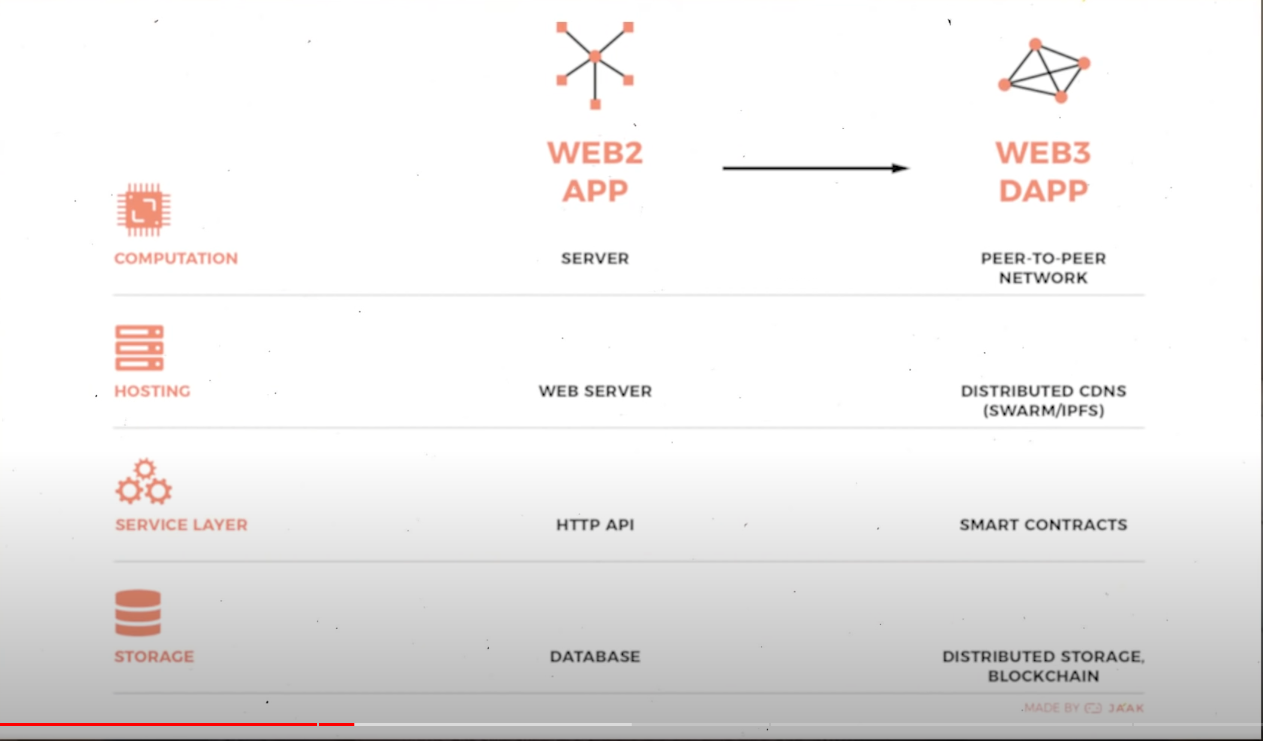 WEB2
APP
WEB3
DAPP
COMPUTATION
SERVER
PEER-TO-PEER
NETWORK
HOSTING
WEB SERVER
DISTRIBUTED CDNS
(SWARM/IPFS)
SERVICE LAYER
HTTP API
SMART CONTRACTS
STORAGE
DATABASE
DISTRIBUTED STORAGE,
BLOCKCHAIN
MADE BY JAAK